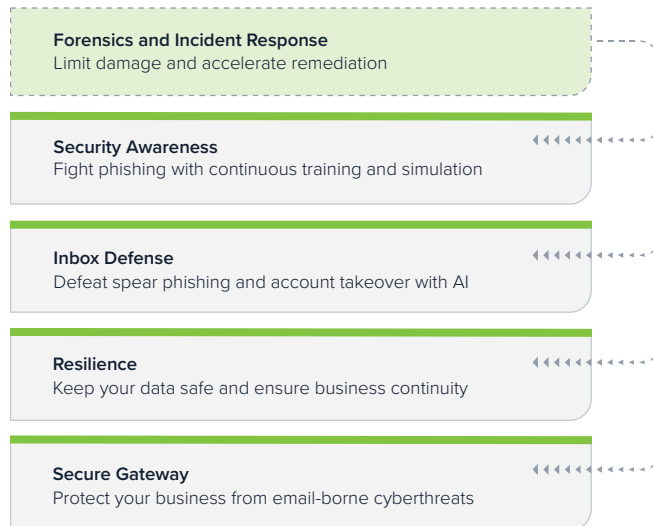 Forensics and Incident Response
Limit damage and accelerate remediation
Security Awareness
Fight phishing with continuous training and simulation
Inbox Defense
Defeat spear phishing and account takeover with AI
Resilience
Keep your data safe and ensure business continuity
Secure Gateway
Protect your business from email-borne cyberthreats